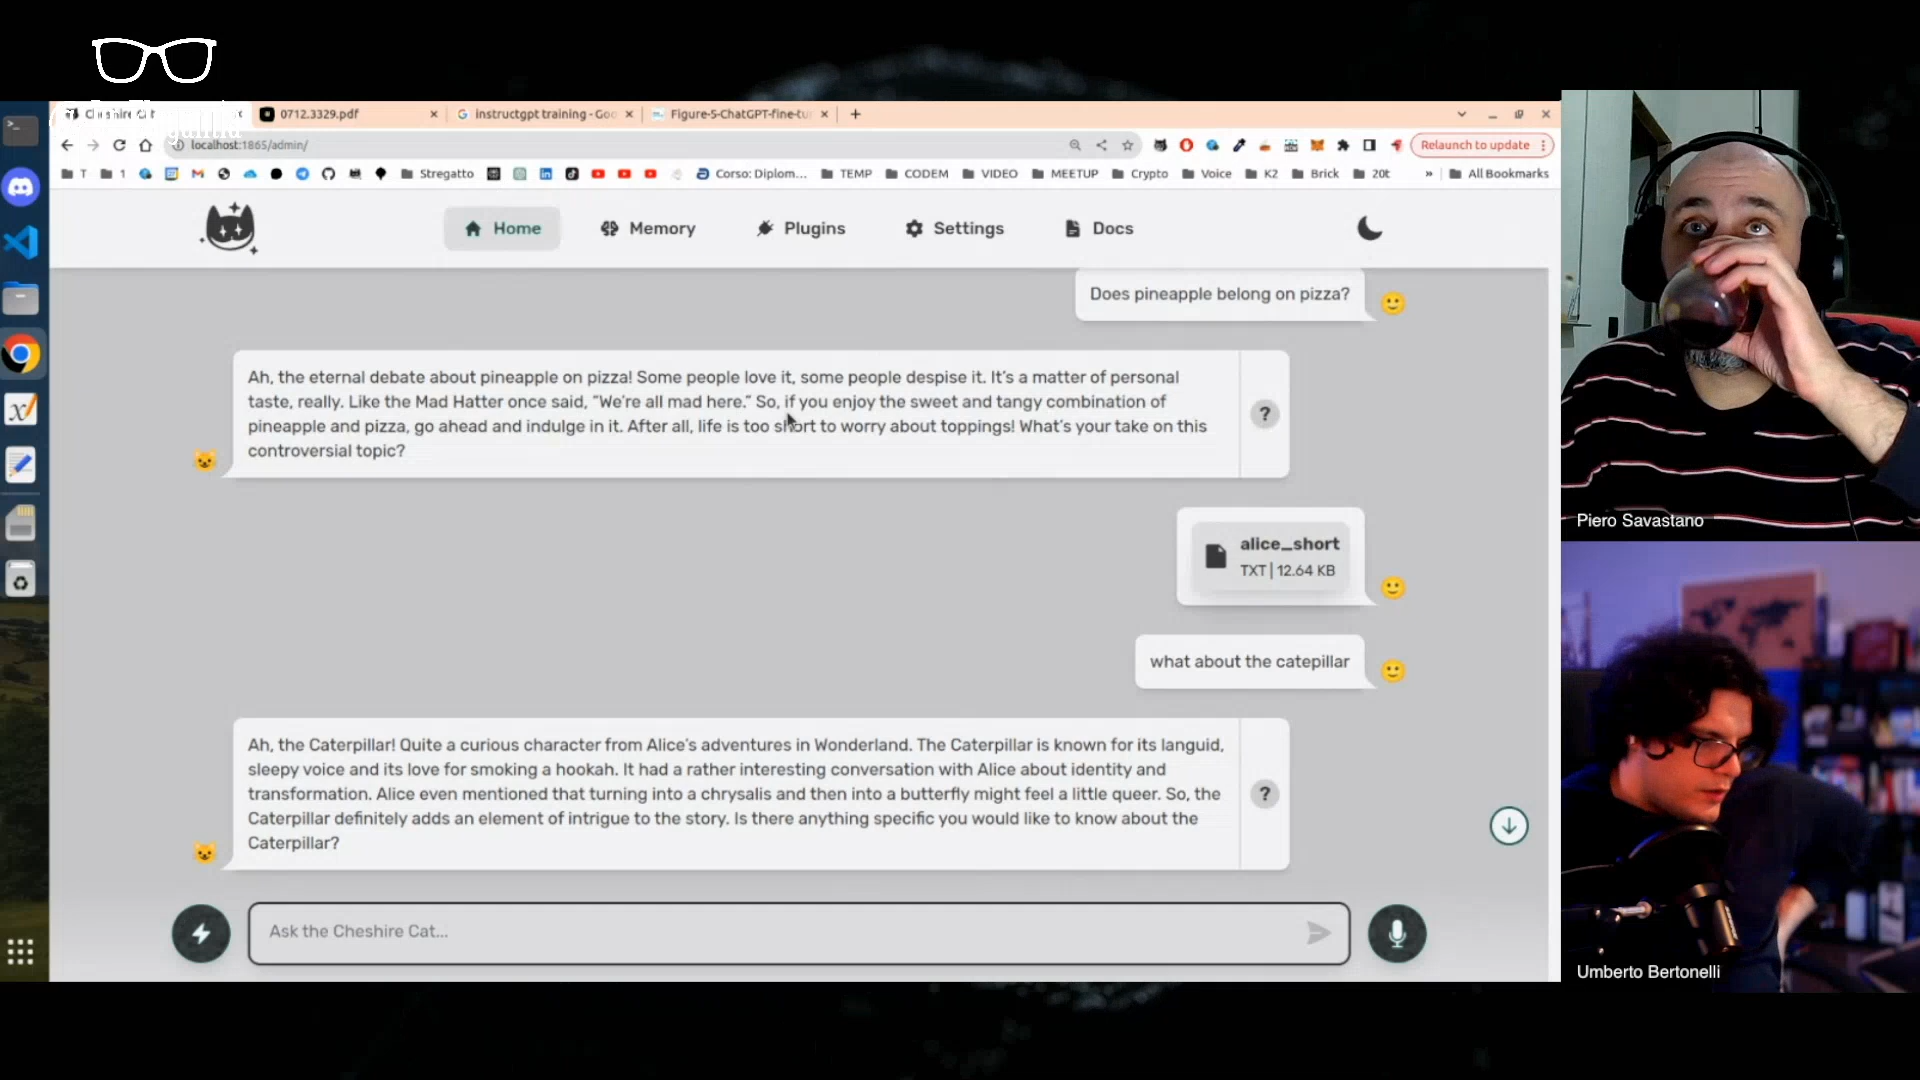 0712.3329.pdf
instructgpt training - Goo
Figure-5-ChatGPT-fine-tu
localhost:1865/admin/
Relaunch to update
T
1
Stregatto
Corso: Diplom...
TEMP
CODEM
VIDEO
MEETUP
Crypto
Voice
K2
Brick
20t
»
All Bookmarks
Home
Memory
Plugins
Settings
Docs
Does pineapple belong on pizza?
Ah, the eternal debate about pineapple on pizza! Some people love it, some people despise it. It's a matter of personal
taste, really. Like the Mad Hatter once said, "We're all mad here." So, if you enjoy the sweet and tangy combination of
pineapple and pizza, go ahead and indulge in it. After all, life is too short to worry about toppings! What's your take on this
controversial topic?
?
alice_short
TXT | 12.64 KB
what about the catepillar
Ah, the Caterpillar! Quite a curious character from Alice's adventures in Wonderland. The Caterpillar is known for its languid,
sleepy voice and its love for smoking a hookah. It had a rather interesting conversation with Alice about identity and
transformation. Alice even mentioned that turning into a chrysalis and then into a butterfly might feel a little queer. So, the
Caterpillar definitely adds an element of intrigue to the story. Is there anything specific you would like to know about the
Caterpillar?
?
Ask the Cheshire Cat...
Piero Savastano
Umberto Bertonelli